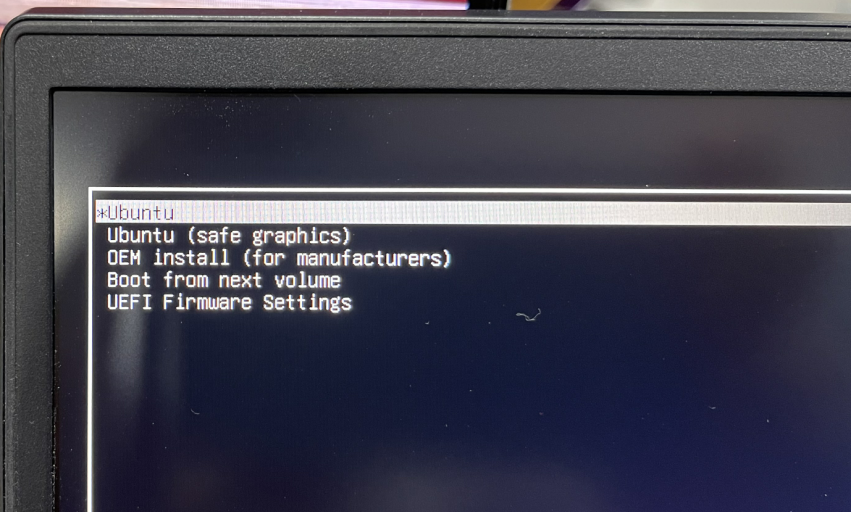 *Ubuntu
Ubuntu (safe graphics)
OEM install (for manufacturers)
Boot from next volume
UEFI Firmware Settings